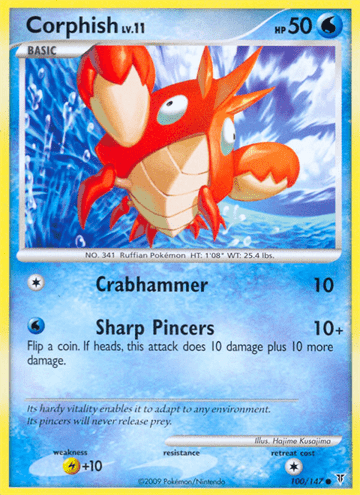 Corphish LV.11 HP 50
BASIC
NO. 341 Ruffian Pokémon HT: 1'08" WT: 25.4 lbs.
Crabhammer 10
Sharp Pincers 10+
Flip a coin. If heads, this attack does 10 damage plus 10 more
damage.
Its hardy vitality enables it to adapt to any environment.
Its pincers will never release prey.
Illus. Hajime Kusajima
weakness resistance retreat cost
+10
©2009 Pokémon/Nintendo 100/147